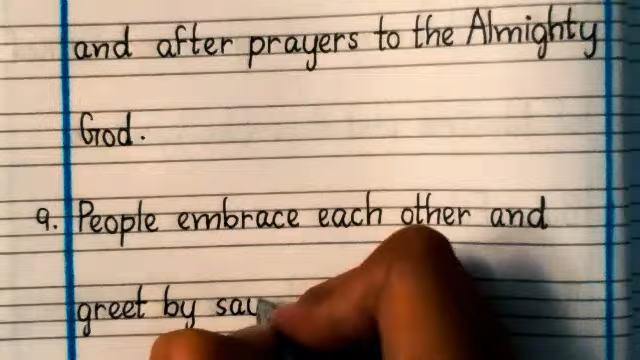 and after prayers to the Almighty
God.
9. People embrace each other and
greet by